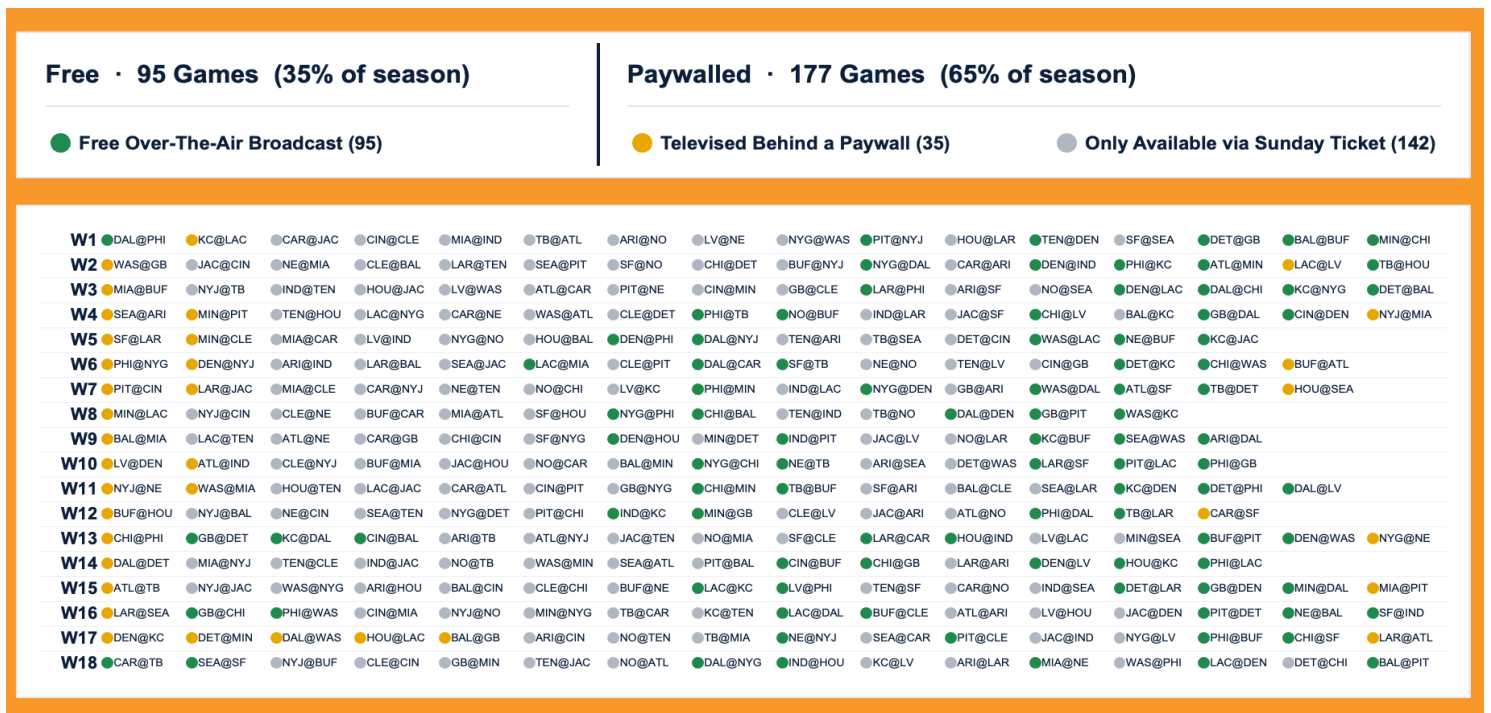 Free · 95 Games (35% of season)
Paywalled · 177 Games (65% of season)
Free Over-The-Air Broadcast (95)
Televised Behind a Paywall (35)
Only Available via Sunday Ticket (142)
W1 DAL@PHI KC@LAC CAR@JAC CIN@CLE MIA@IND TB@ATL ARI@NO LV@NE NYG@WAS PIT@NYJ HOU@LAR TEN@DEN SF@SEA DET@GB BAL@BUF MIN@CHI
W2 WAS@GB JAC@CIN NE@MIA CLE@BAL LAR@TEN SEA@PIT SF@NO CHI@DET BUF@NYJ NYG@DAL CAR@ARI DEN@IND PHI@KC ATL@MIN LAC@LV TB@HOU
W3 MIA@BUF NYJ@TB IND@TEN HOU@JAC LV@WAS ATL@CAR PIT@NE CIN@MIN GB@CLE LAR@PHI ARI@SF NO@SEA DEN@LAC DAL@CHI KC@NYG DET@BAL
W4 SEA@ARI MIN@PIT TEN@HOU LAC@NYG CAR@NE WAS@ATL CLE@DET PHI@TB NO@BUF IND@LAR JAC@SF CHI@LV BAL@KC GB@DAL CIN@DEN NYJ@MIA
W5 SF@LAR MIN@CLE MIA@CAR LV@IND NYG@NO HOU@BAL DEN@PHI DAL@NYJ TEN@ARI TB@SEA DET@CIN WAS@LAC NE@BUF KC@JAC
W6 PHI@NYG DEN@NYJ ARI@IND LAR@BAL SEA@JAC LAC@MIA CLE@PIT DAL@CAR SF@TB NE@NO TEN@LV CIN@GB DET@KC CHI@WAS BUF@ATL
W7 PIT@CIN LAR@JAC MIA@CLE CAR@NYJ NE@TEN NO@CHI LV@KC PHI@MIN IND@LAC NYG@DEN GB@ARI WAS@DAL ATL@SF TB@DET HOU@SEA
W8 MIN@LAC NYJ@CIN CLE@NE BUF@CAR MIA@ATL SF@HOU NYG@PHI CHI@BAL TEN@IND TB@NO DAL@DEN GB@PIT WAS@KC
W9 BAL@MIA LAC@TEN ATL@NE CAR@GB CHI@CIN SF@NYG DEN@HOU MIN@DET IND@PIT JAC@LV NO@LAR KC@BUF SEA@WAS ARI@DAL
W10 LV@DEN ATL@IND CLE@NYJ BUF@MIA JAC@HOU NO@CAR BAL@MIN NYG@CHI NE@TB ARI@SEA DET@WAS LAR@SF PIT@LAC PHI@GB
W11 NYJ@NE WAS@MIA HOU@TEN LAC@JAC CAR@ATL CIN@PIT GB@NYG CHI@MIN TB@BUF SF@ARI BAL@CLE SEA@LAR KC@DEN DET@PHI DAL@LV
W12 BUF@HOU NYJ@BAL NE@CIN SEA@TEN NYG@DET PIT@CHI IND@KC MIN@GB CLE@LV JAC@ARI ATL@NO PHI@DAL TB@LAR CAR@SF
W13 CHI@PHI GB@DET KC@DAL CIN@BAL ARI@TB ATL@NYJ JAC@TEN NO@MIA SF@CLE LAR@CAR HOU@IND LV@LAC MIN@SEA BUF@PIT DEN@WAS NYG@NE
W14 DAL@DET MIA@NYJ TEN@CLE IND@JAC NO@TB WAS@MIN SEA@ATL PIT@BAL CIN@BUF CHI@GB LAR@ARI DEN@LV HOU@KC PHI@LAC
W15 ATL@TB NYJ@JAC WAS@NYG ARI@HOU BAL@CIN CLE@CHI BUF@NE LAC@KC LV@PHI TEN@SF CAR@NO IND@SEA DET@LAR GB@DEN MIN@DAL MIA@PIT
W16 LAR@SEA GB@CHI PHI@WAS CIN@MIA NYJ@NO MIN@NYG TB@CAR KC@TEN LAC@DAL BUF@CLE ATL@ARI LV@HOU JAC@DEN PIT@DET NE@BAL SF@IND
W17 DEN@KC DET@MIN DAL@WAS HOU@LAC BAL@GB ARI@CIN NO@TEN TB@MIA NE@NYJ SEA@CAR PIT@CLE JAC@IND NYG@LV PHI@BUF CHI@SF LAR@ATL
W18 CAR@TB SEA@SF NYJ@BUF CLE@CIN GB@MIN TEN@JAC NO@ATL DAL@NYG IND@HOU KC@LV ARI@LAR MIA@NE WAS@PHI LAC@DEN DET@CHI BAL@PIT